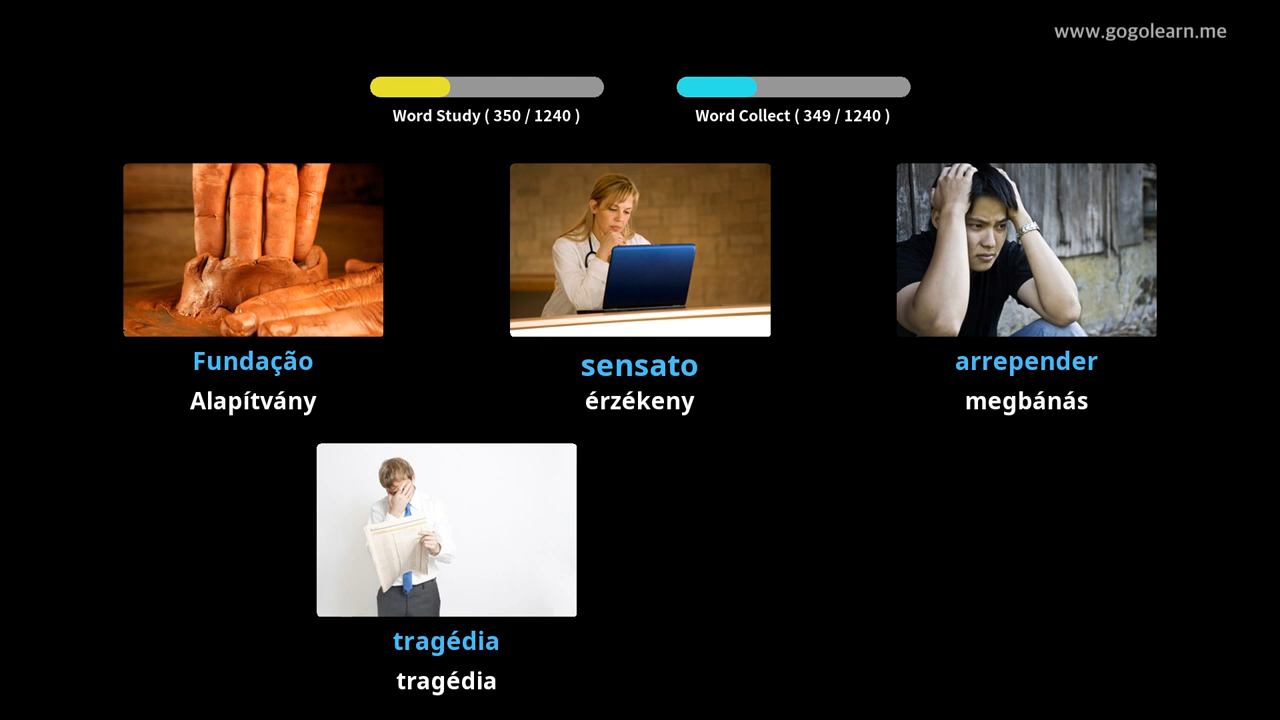 www.gogolearn.me
Word Study ( 350 / 1240 )
Word Collect ( 349 / 1240 )
Fundação
Alapítvány
sensato
érzékeny
arrepender
megbánás
tragédia
tragédia